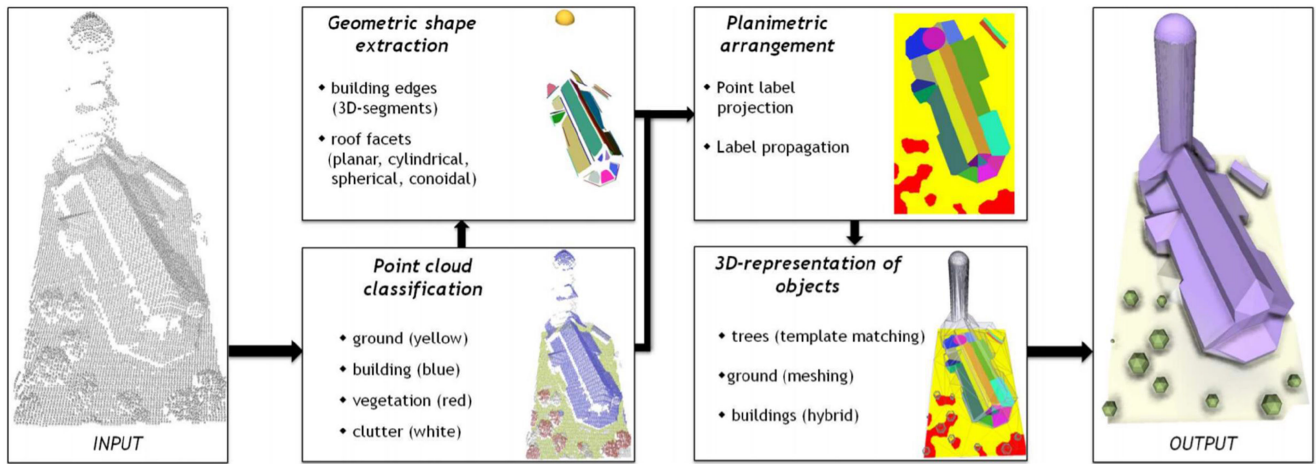 INPUT
Geometric shape
extraction
◆ building edges
(3D-segments)
◆ roof facets
(planar, cylindrical,
spherical, conoidal)
Point cloud
classification
◆ ground (yellow)
◆ building (blue)
◆ vegetation (red)
◆ clutter (white)
Planimetric
arrangement
◆ Point label
projection
◆ Label propagation
3D-representation of
objects
◆ trees (template matching)
◆ground (meshing)
◆ buildings (hybrid)
OUTPUT